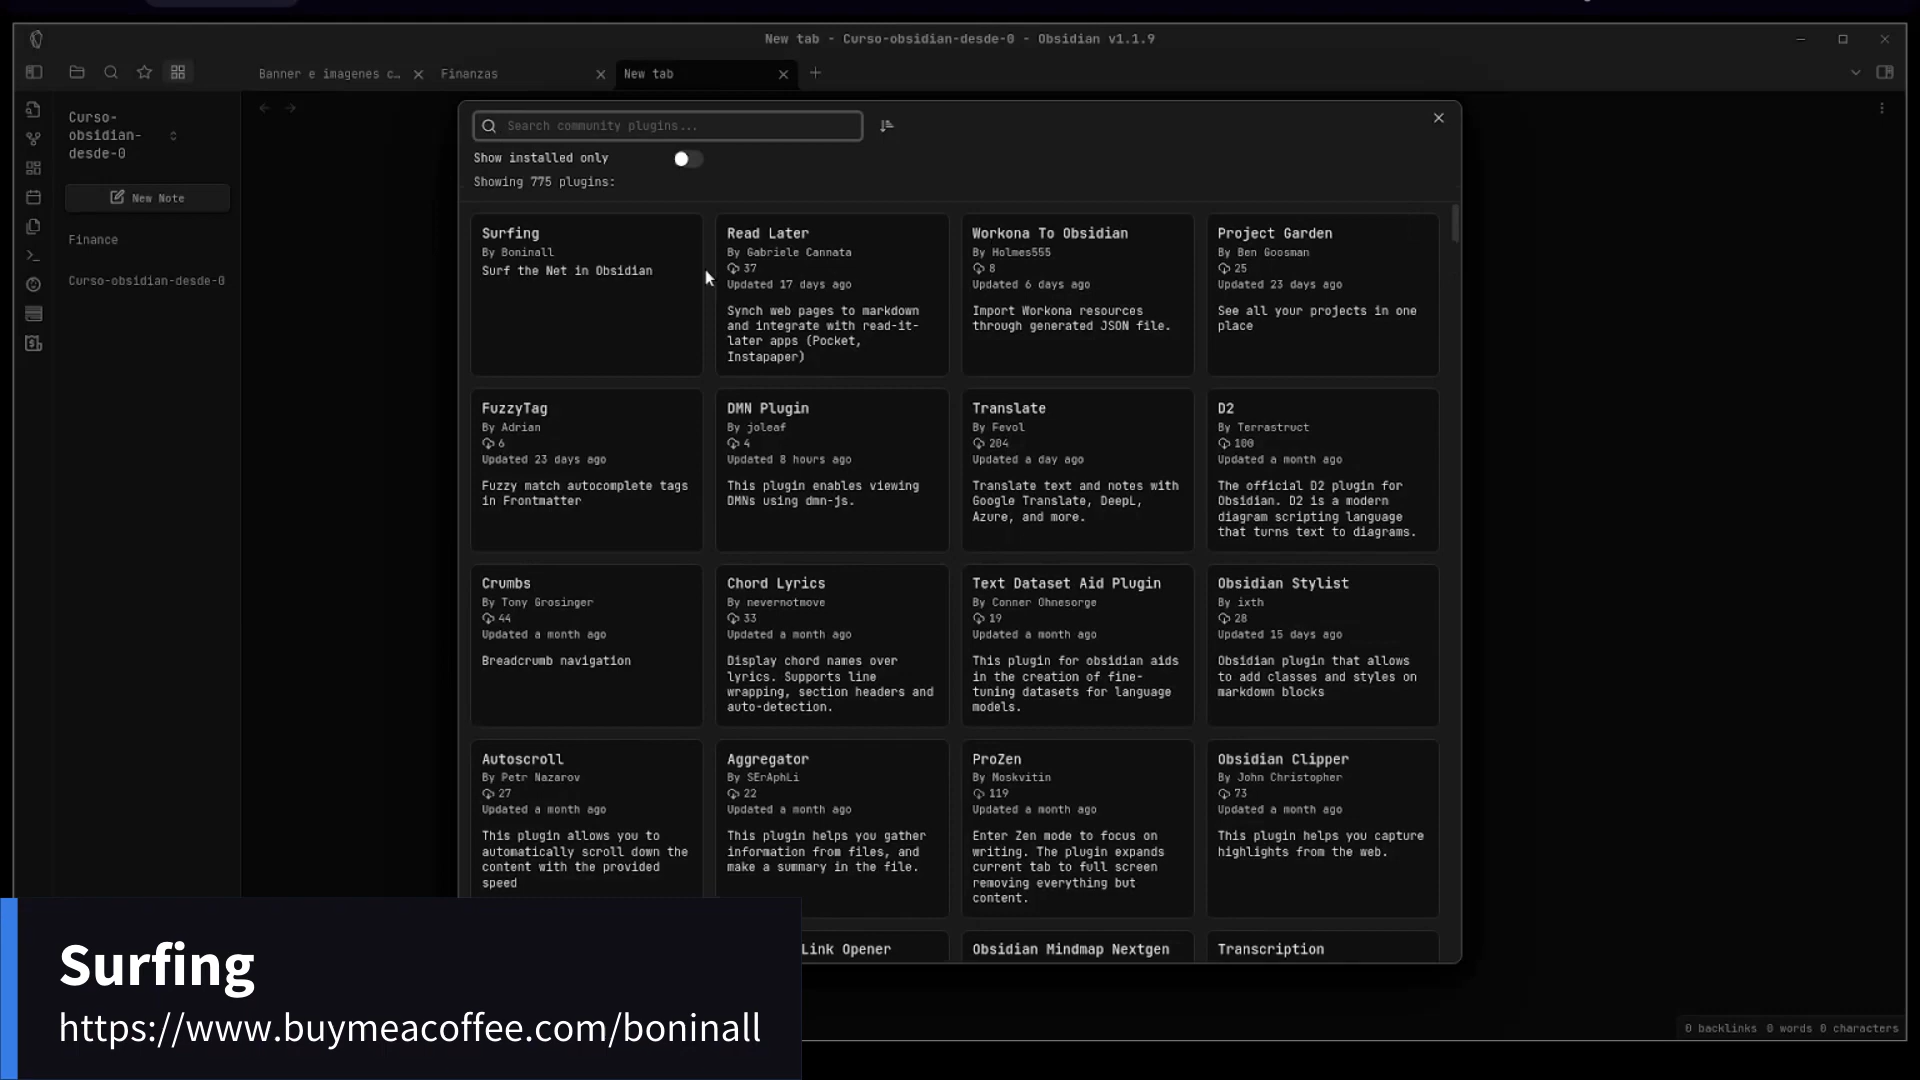 New tab - Curso-obsidian-desde-0 - Obsidian v1.1.9
Banner e imagenes c…
Finanzas
New tab
Curso-
obsidian-
desde-0
New Note
Finance
Curso-obsidian-desde-0
Search community plugins...
Show installed only
Showing 775 plugins:
Surfing
By Boninall
Surf the Net in Obsidian
Read Later
By Gabriele Cannata
37
Updated 17 days ago
Synch web pages to markdown
and integrate with read-it-
later apps (Pocket,
Instapaper)
Workona To Obsidian
By Holmes555
8
Updated 6 days ago
Import Workona resources
through generated JSON file.
Project Garden
By Ben Goosman
25
Updated 23 days ago
See all your projects in one
place
FuzzyTag
By Adrian
6
Updated 23 days ago
Fuzzy match autocomplete tags
in Frontmatter
DMN Plugin
By joleaf
4
Updated 8 hours ago
This plugin enables viewing
DMNs using dmn-js.
Translate
By Fevol
204
Updated a day ago
Translate text and notes with
Google Translate, DeepL,
Azure, and more.
D2
By Terrastruct
100
Updated a month ago
The official D2 plugin for
Obsidian. D2 is a modern
diagram scripting language
that turns text to diagrams.
Crumbs
By Tony Grosinger
44
Updated a month ago
Breadcrumb navigation
Chord Lyrics
By nevernotmove
33
Updated a month ago
Display chord names over
lyrics. Supports line
wrapping, section headers and
auto-detection.
Text Dataset Aid Plugin
By Conner Ohnesorge
19
Updated a month ago
This plugin for obsidian aids
in the creation of fine-
tuning datasets for language
models.
Obsidian Stylist
By ixth
28
Updated 15 days ago
Obsidian plugin that allows
to add classes and styles on
markdown blocks
Autoscroll
By Petr Nazarov
27
Updated a month ago
This plugin allows you to
automatically scroll down the
content with the provided
speed
Aggregator
By SErAphLi
22
Updated a month ago
This plugin helps you gather
information from files, and
make a summary in the file.
ProZen
By Moskvitin
119
Updated a month ago
Enter Zen mode to focus on
writing. The plugin expands
current tab to full screen
removing everything but
content.
Obsidian Clipper
By John Christopher
73
Updated a month ago
This plugin helps you capture
highlights from the web.
Link Opener
Obsidian Mindmap Nextgen
Transcription
Surfing
https://www.buymeacoffee.com/boninall
0 backlinks 0 words 0 characters